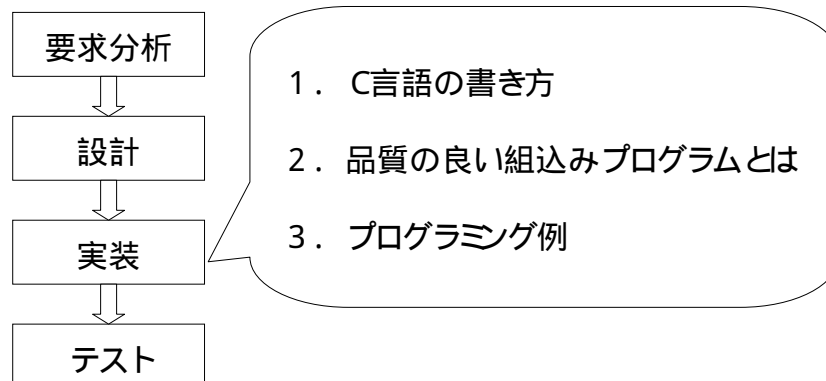 要求分析
設計
実装
テスト
1. C言語の書き方
2. 品質の良い組込みプログラムとは
3. プログラミング例